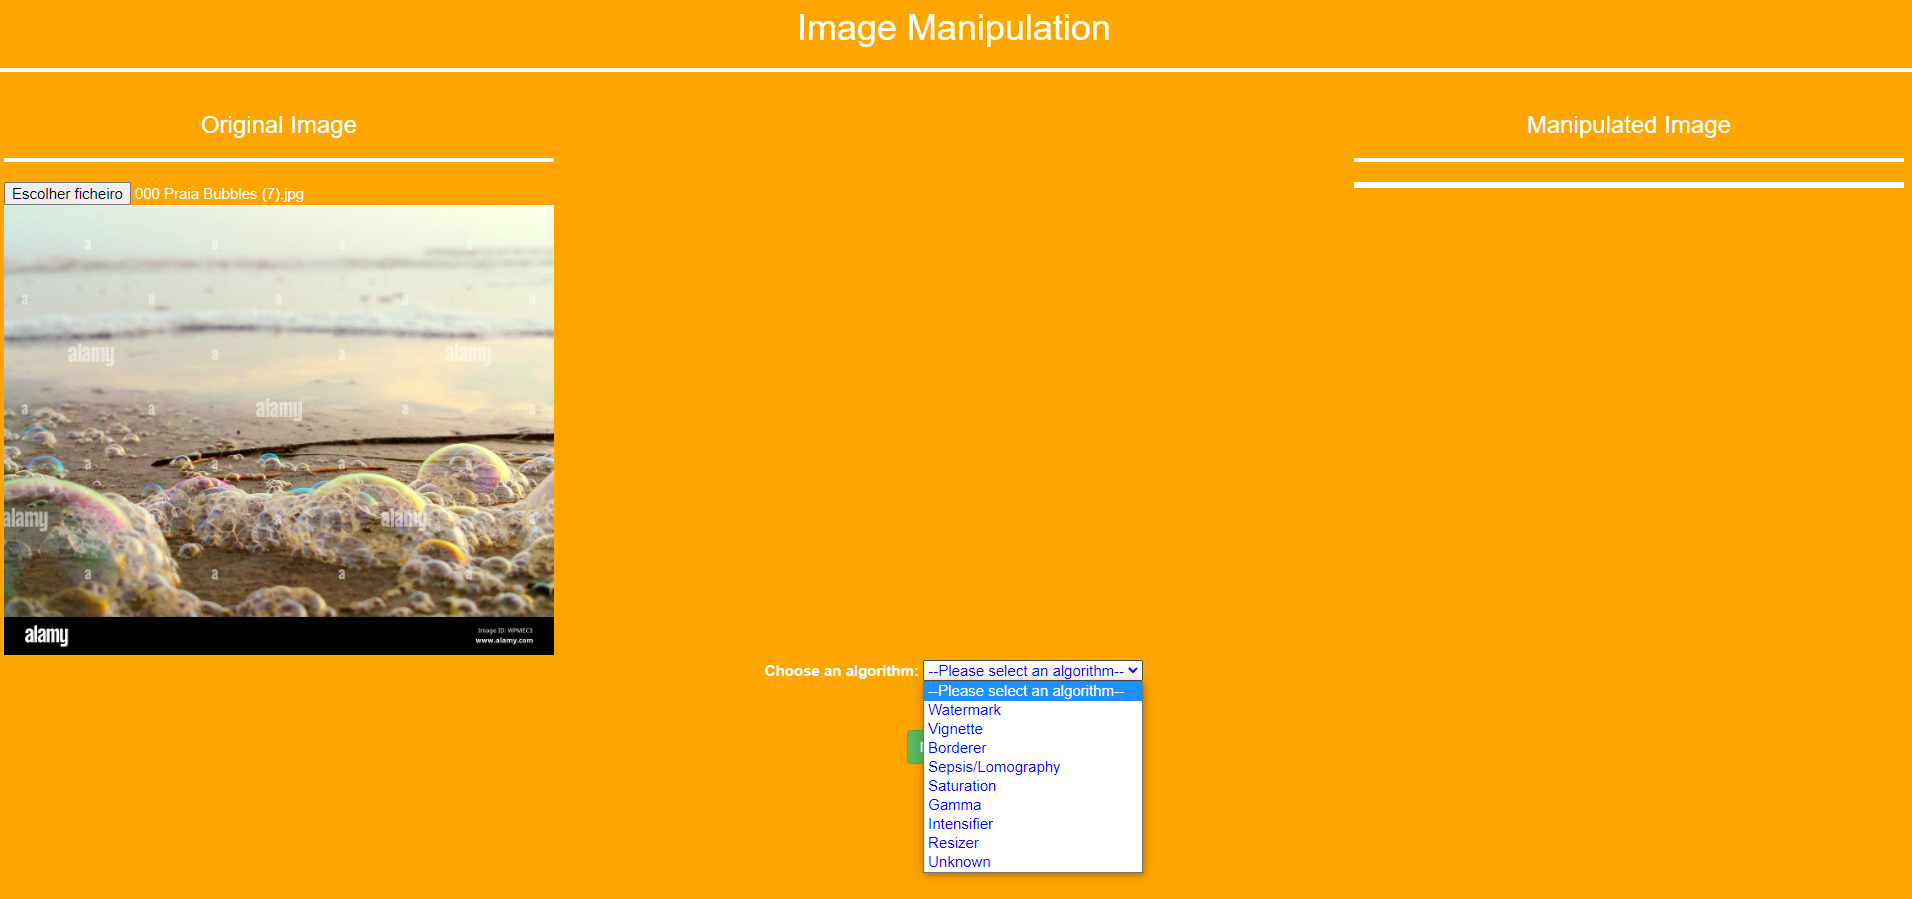 Image Manipulation
Original Image
Manipulated Image
Escolher ficheiro 000 Praia Bubbles (7).jpg
a a a a
a a a a a
alamy a a alamy
a a alamy a a
a a a a
alamy a a alamy a
a a a a
alamy
Image ID: WPMEC3
www.alamy.com
Choose an algorithm: --Please select an algorithm--
--Please select an algorithm--
Watermark
Vignette
Borderer
Sepsis/Lomography
Saturation
Gamma
Intensifier
Resizer
Unknown